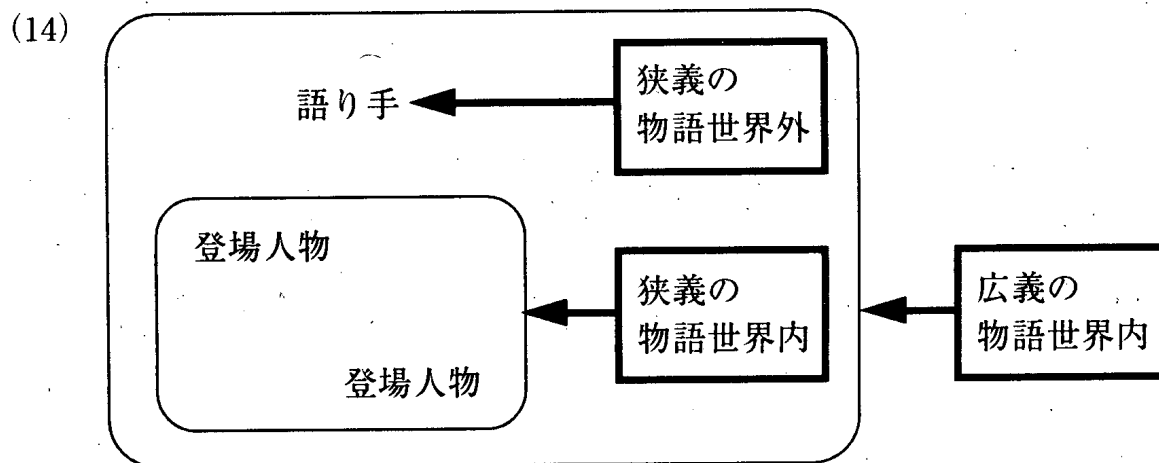 (14)
語り手
狭義の
物語世界外
登場人物
登場人物
狭義の
物語世界内
広義の
物語世界内